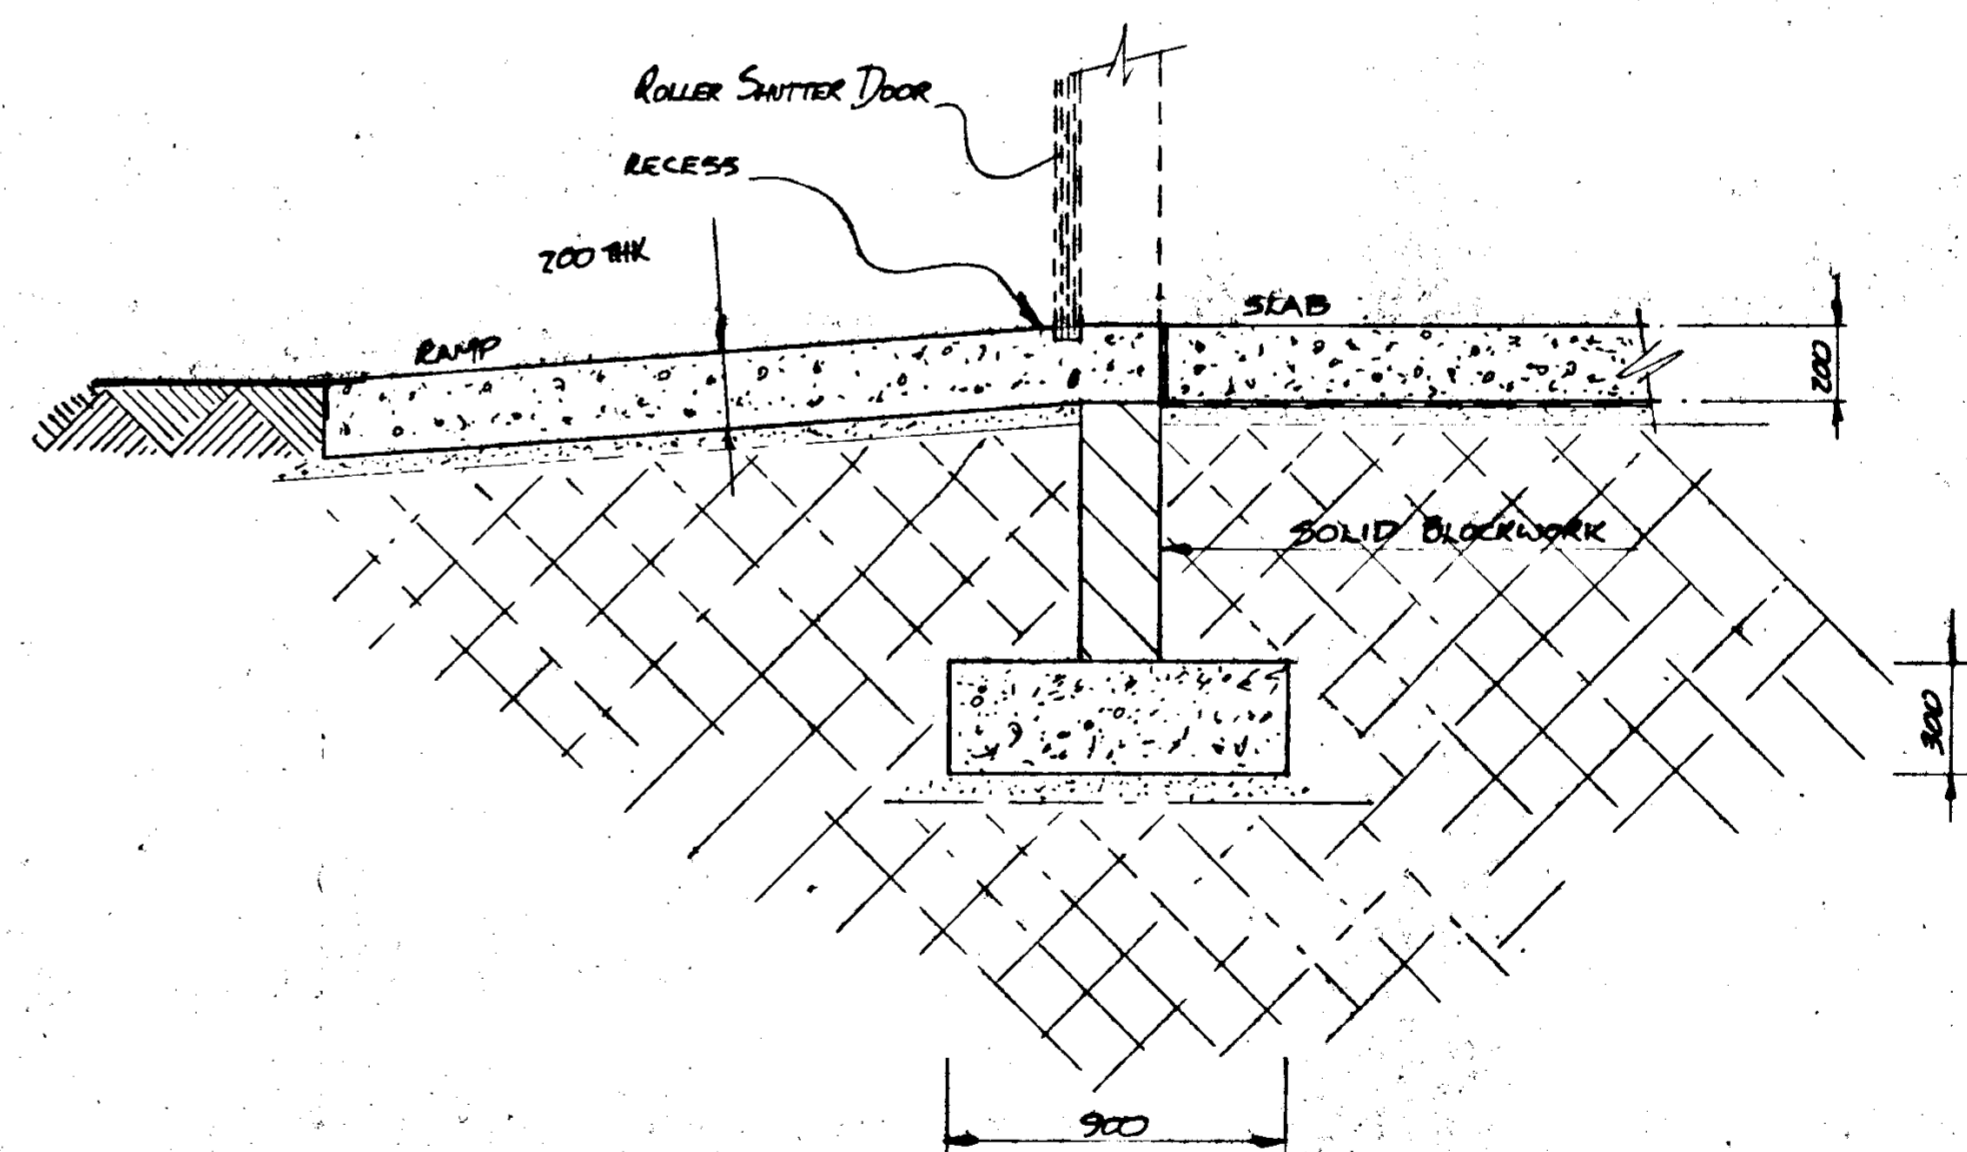 ROLLER SHUTTER DOOR
RECESS
200 THK
SLAB
RAMP
200
SOLID BLOCKWORK
300
900